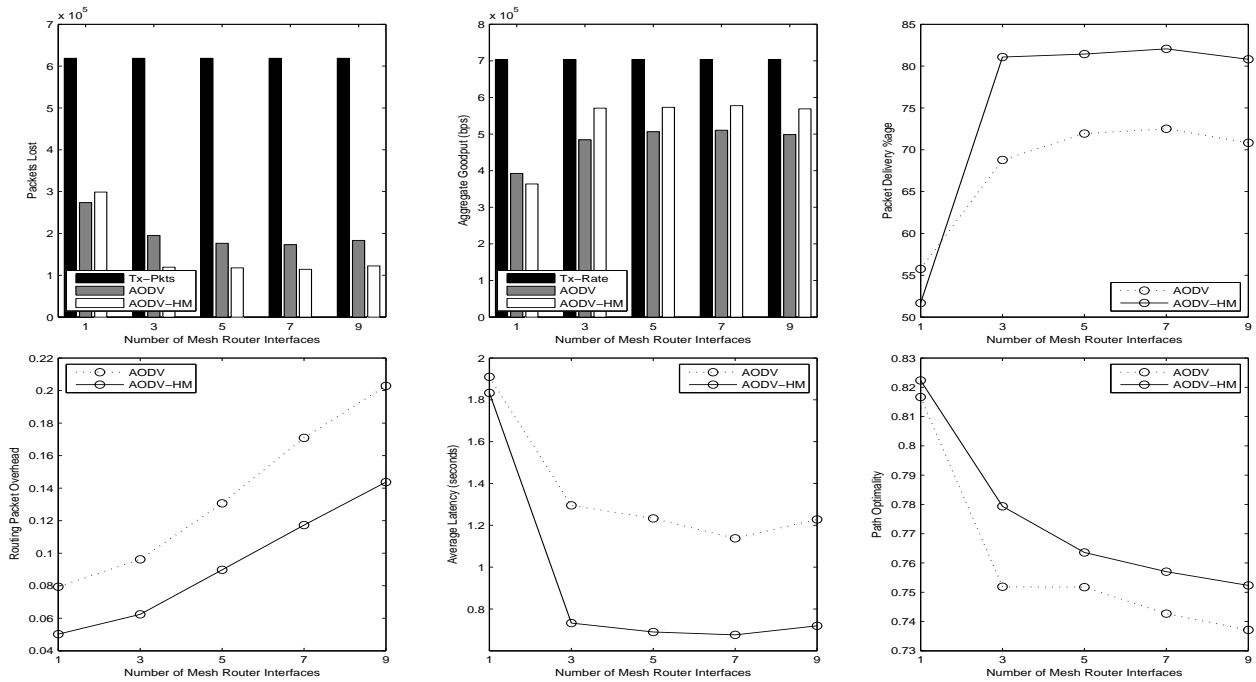 x 10^5
7
6
5
4
3
2
1
0
Packets Lost
Tx−Pkts
AODV
AODV−HM
1 3 5 7 9
Number of Mesh Router Interfaces
x 10^5
8
7
6
5
4
3
2
1
0
Aggregate Goodput (bps)
Tx−Rate
AODV
AODV−HM
1 3 5 7 9
Number of Mesh Router Interfaces
85
80
75
70
65
60
55
50
Packet Delivery %age
AODV
AODV−HM
1 3 5 7 9
Number of Mesh Router Interfaces
0.22
0.2
0.18
0.16
0.14
0.12
0.1
0.08
0.06
0.04
Routing Packet Overhead
AODV
AODV−HM
1 3 5 7 9
Number of Mesh Router Interfaces
2
1.8
1.6
1.4
1.2
1
0.8
Average Latency (seconds)
AODV
AODV−HM
1 3 5 7 9
Number of Mesh Router Interfaces
0.83
0.82
0.81
0.8
0.79
0.78
0.77
0.76
0.75
0.74
0.73
Path Optimality
AODV
AODV−HM
1 3 5 7 9
Number of Mesh Router Interfaces